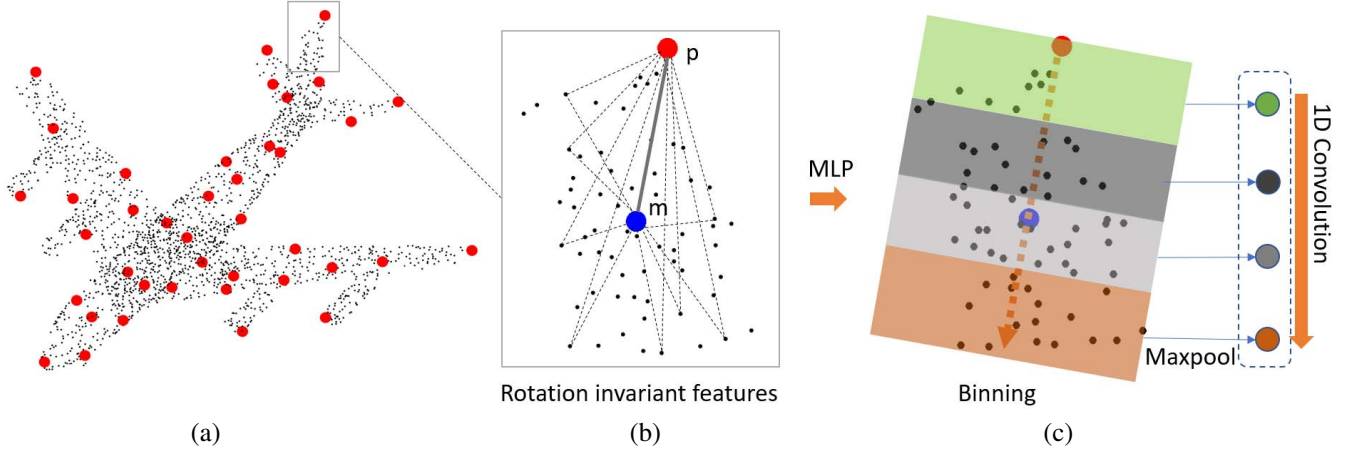 p
m
MLP
1D Convolution
Maxpool
Rotation invariant features
Binning
(a)
(b)
(c)